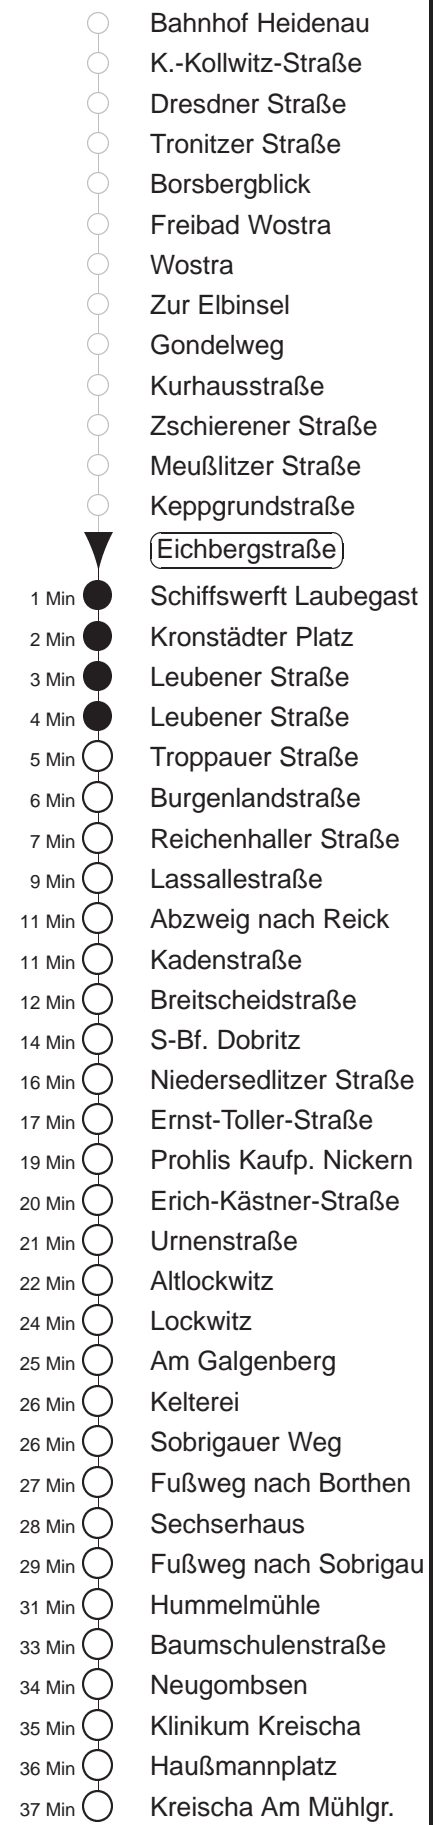 Bahnhof Heidenau
K.-Kollwitz-Straße
Dresdner Straße
Tronitzer Straße
Borsbergblick
Freibad Wostra
Wostra
Zur Elbinsel
Gondelweg
Kurhausstraße
Zschierener Straße
Meußlitzer Straße
Keppgrundstraße
Eichbergstraße
1 Min Schiffswerft Laubegast
2 Min Kronstädter Platz
3 Min Leubener Straße
4 Min Leubener Straße
5 Min Troppauer Straße
6 Min Burgenlandstraße
7 Min Reichenhaller Straße
9 Min Lassallestraße
11 Min Abzweig nach Reick
11 Min Kadenstraße
12 Min Breitscheidstraße
14 Min S-Bf. Dobritz
16 Min Niedersedlitzer Straße
17 Min Ernst-Toller-Straße
19 Min Prohlis Kaufp. Nickern
20 Min Erich-Kästner-Straße
21 Min Urnenstraße
22 Min Altlockwitz
24 Min Lockwitz
25 Min Am Galgenberg
26 Min Kelterei
26 Min Sobrigauer Weg
27 Min Fußweg nach Borthen
28 Min Sechserhaus
29 Min Fußweg nach Sobrigau
31 Min Hummelmühle
33 Min Baumschulenstraße
34 Min Neugombsen
35 Min Klinikum Kreischa
36 Min Haußmannplatz
37 Min Kreischa Am Mühlgr.